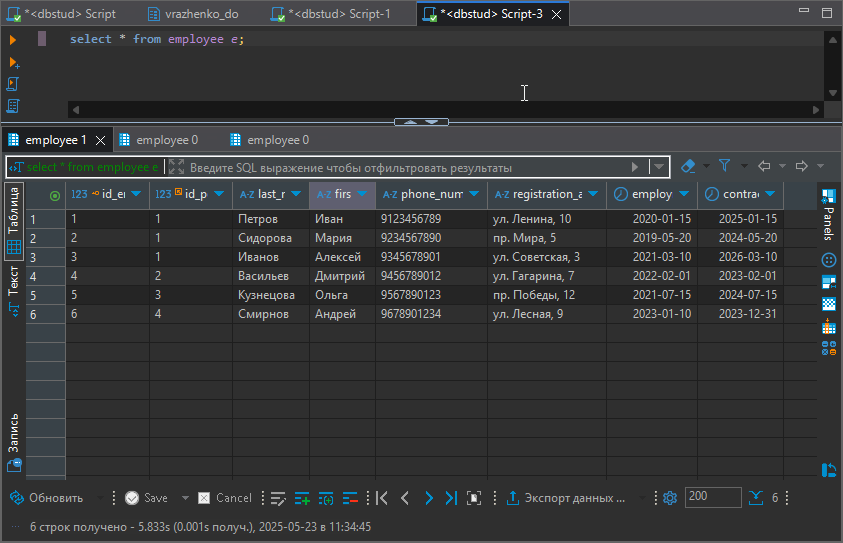 *<dbstud> Script vrazhenko_do *<dbstud> Script-1 *<dbstud> Script-3
select * from employee e;
employee 1 employee 0 employee 0
select * from employee e Введите SQL выражение чтобы отфильтровать результаты
Таблица
Текст
Запись
Panels
123 id_er 123 id_p A-Z last_r A-Z firs A-Z phone_num A-Z registration_a employ contrac
1 1 1 Петров Иван 9123456789 ул. Ленина, 10 2020-01-15 2025-01-15
2 2 1 Сидорова Мария 9234567890 пр. Мира, 5 2019-05-20 2024-05-20
3 3 1 Иванов Алексей 9345678901 ул. Советская, 3 2021-03-10 2026-03-10
4 4 2 Васильев Дмитрий 9456789012 ул. Гагарина, 7 2022-02-01 2023-02-01
5 5 3 Кузнецова Ольга 9567890123 пр. Победы, 12 2021-07-15 2024-07-15
6 6 4 Смирнов Андрей 9678901234 ул. Лесная, 9 2023-01-10 2023-12-31
Обновить Save Cancel Экспорт данных ... 200 6
6 строк получено - 5.833s (0.001s получ.), 2025-05-23 в 11:34:45